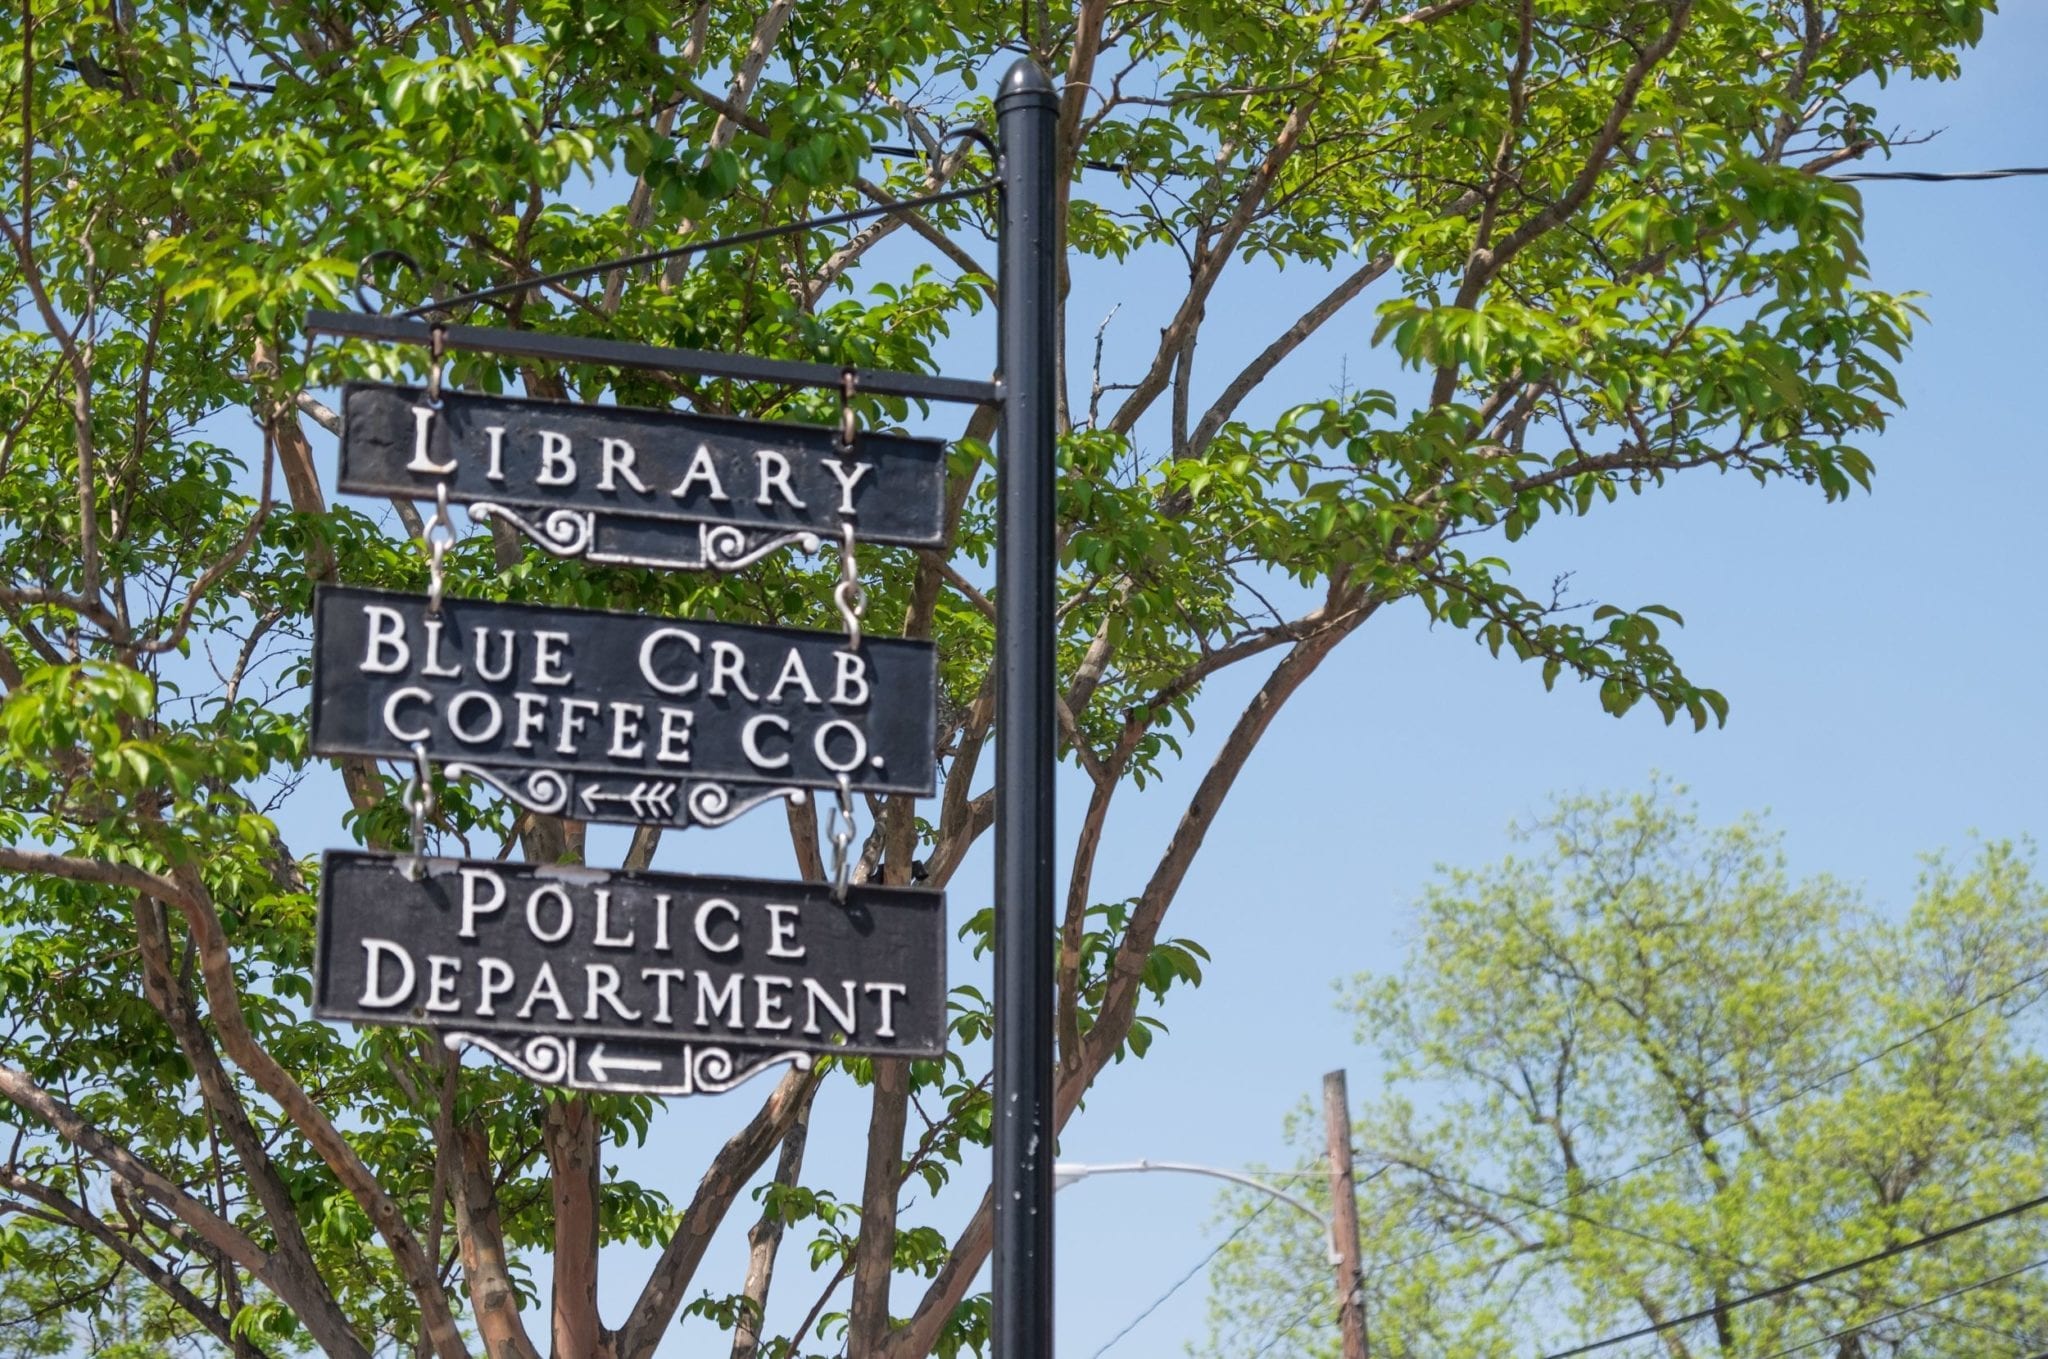 LIBRARY
BLUE CRAB
COFFEE CO.
POLICE
DEPARTMENT